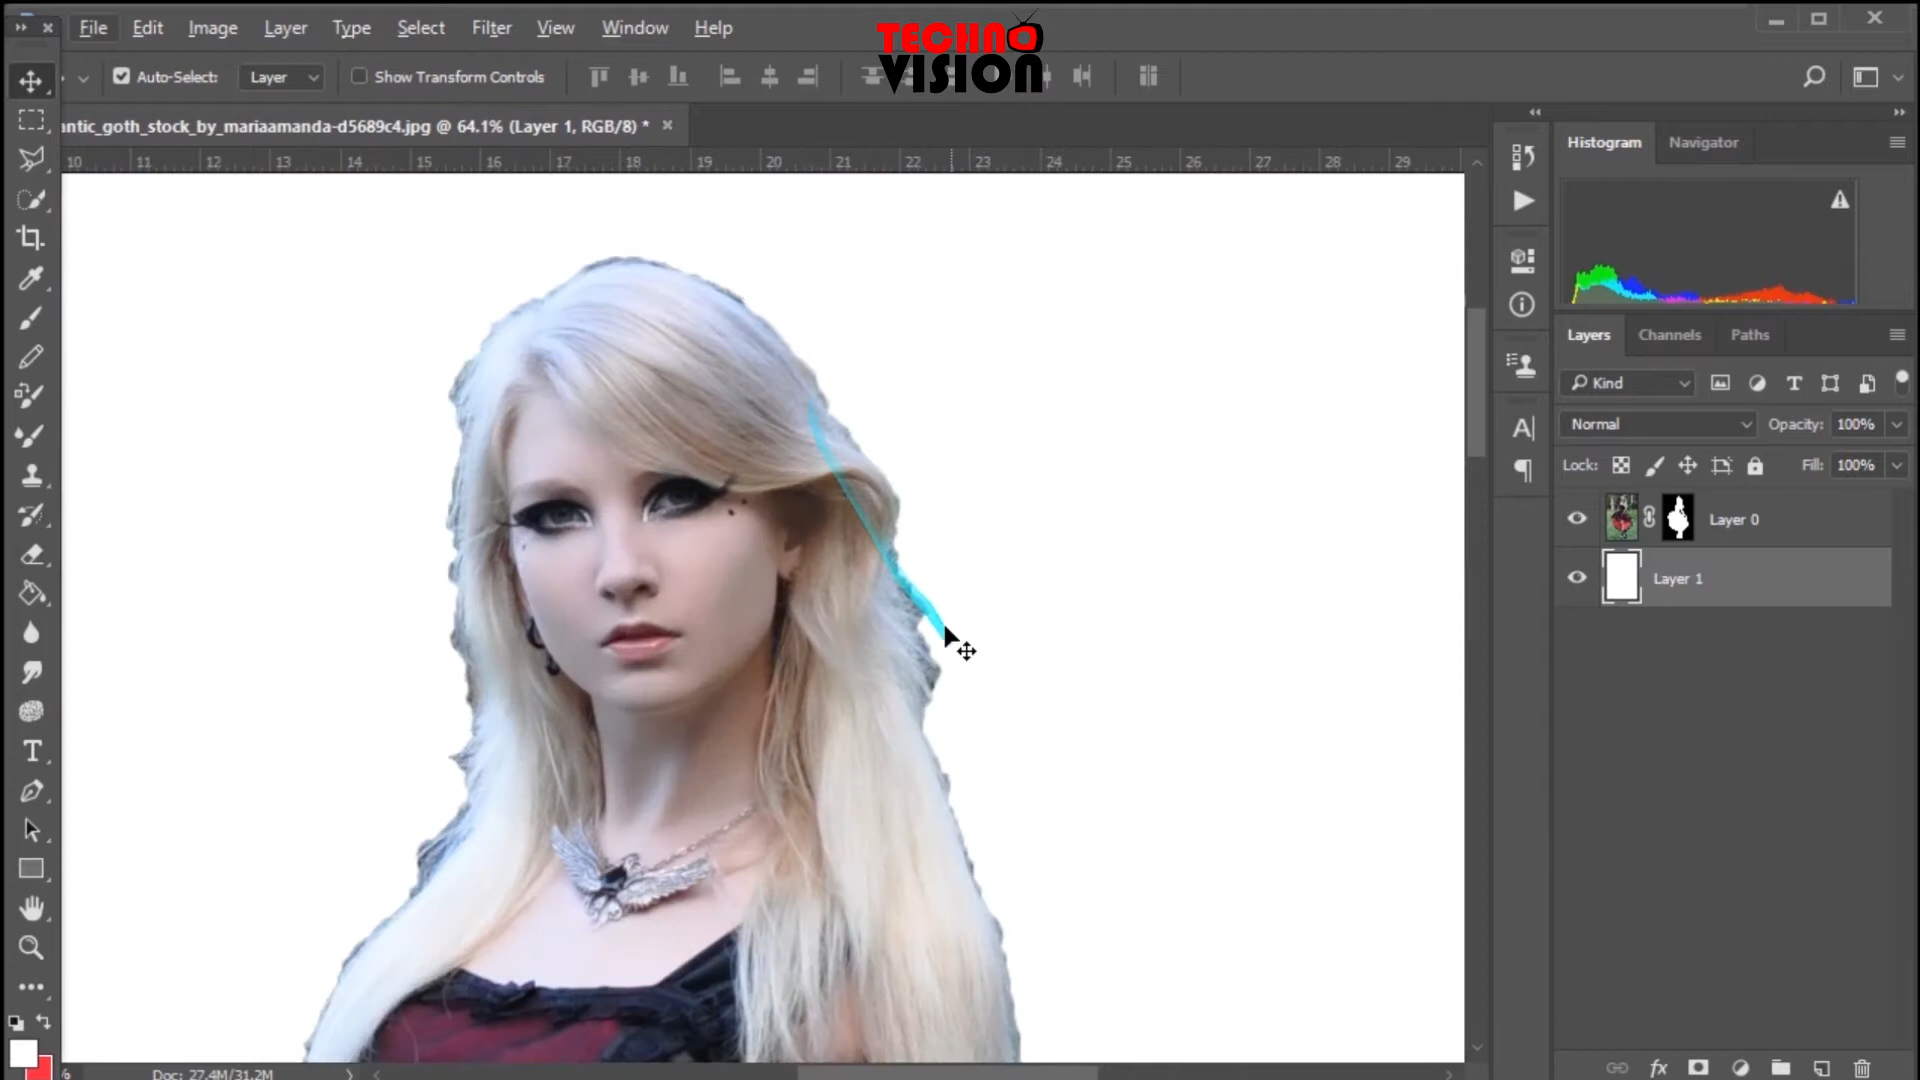 File Edit Image Layer Type Select Filter View Window Help
TECHNO
VISION
Auto-Select: Layer Show Transform Controls
antic_goth_stock_by_mariaamanda-d5689c4.jpg @ 64.1% (Layer 1, RGB/8) *
10 11 12 13 14 15 16 17 18 19 20 21 22 23 24 25 26 27 28 29
Histogram Navigator
Layers Channels Paths
Kind
Normal Opacity: 100%
Lock: Fill: 100%
Layer 0
Layer 1
fx
% Doc: 27.4M/31.2M